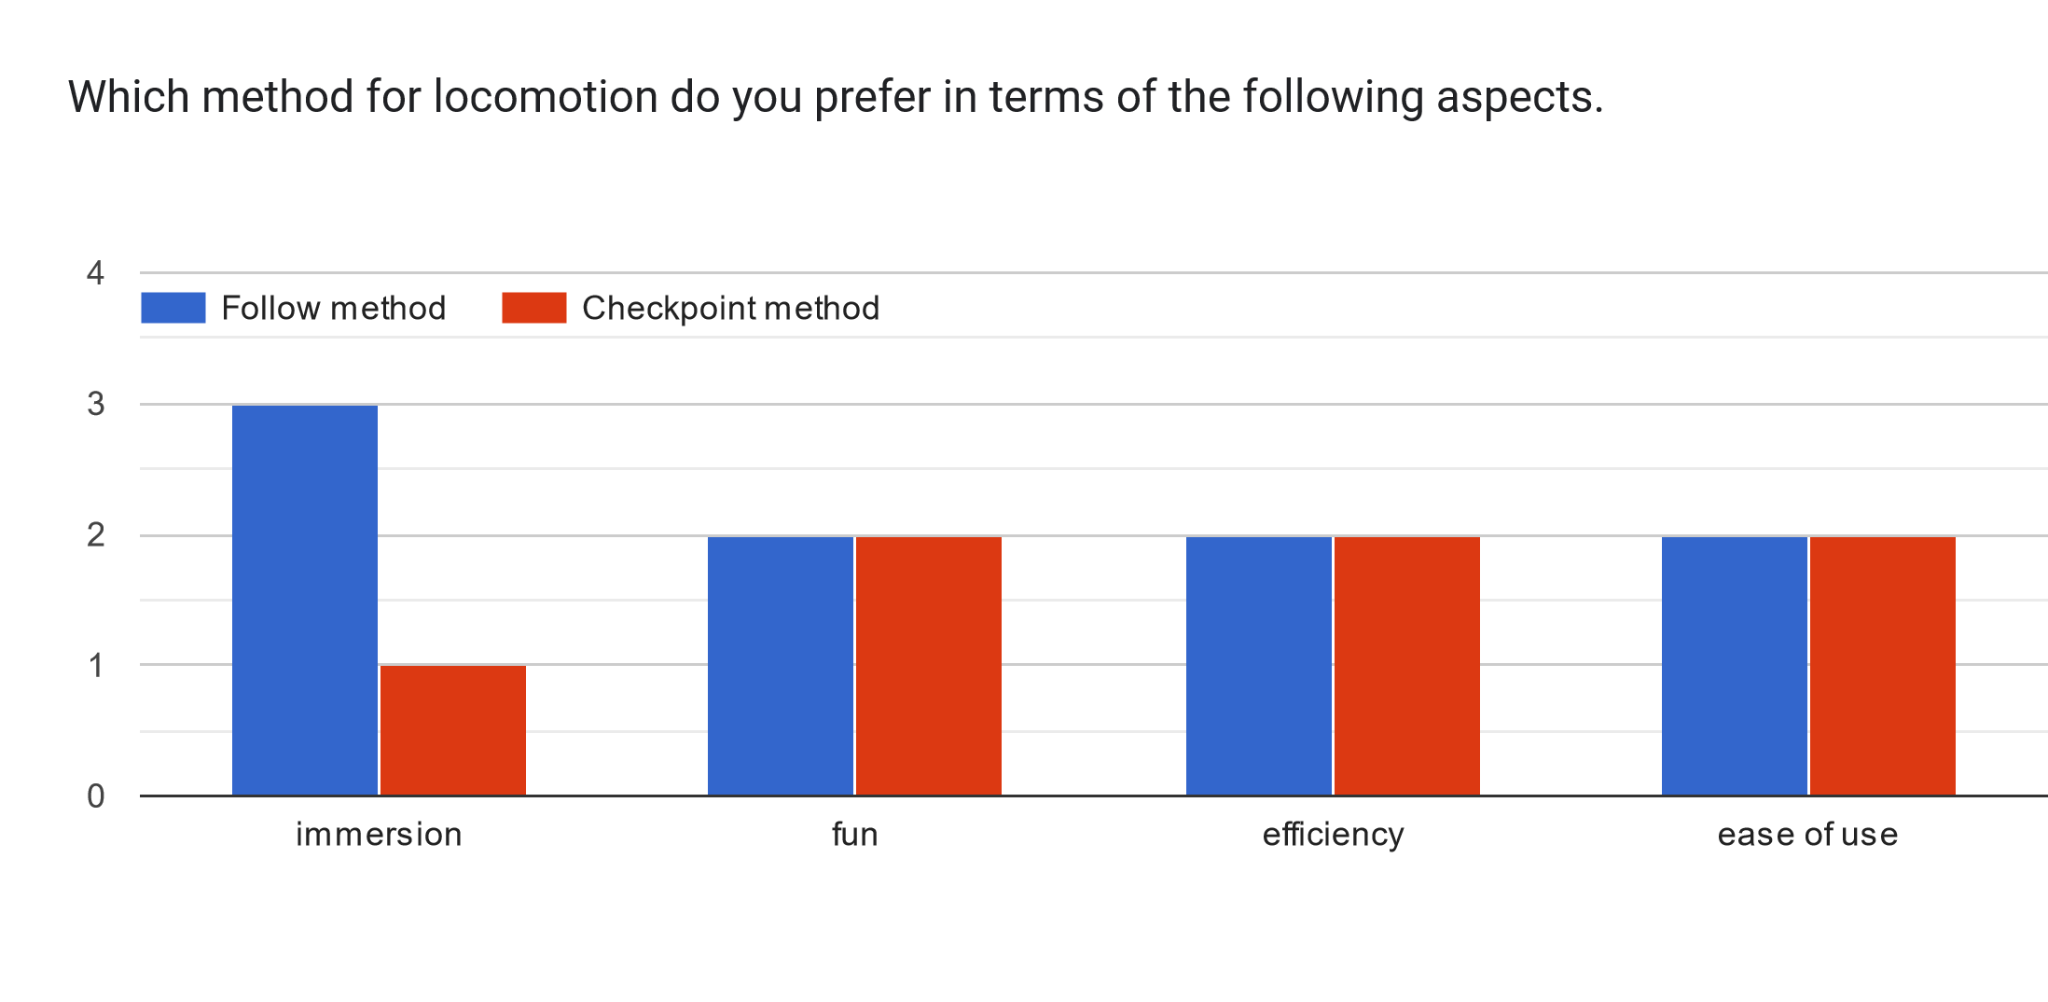 Which method for locomotion do you prefer in terms of the following aspects.
4
Follow method Checkpoint method
3
2
1
0
immersion fun efficiency ease of use